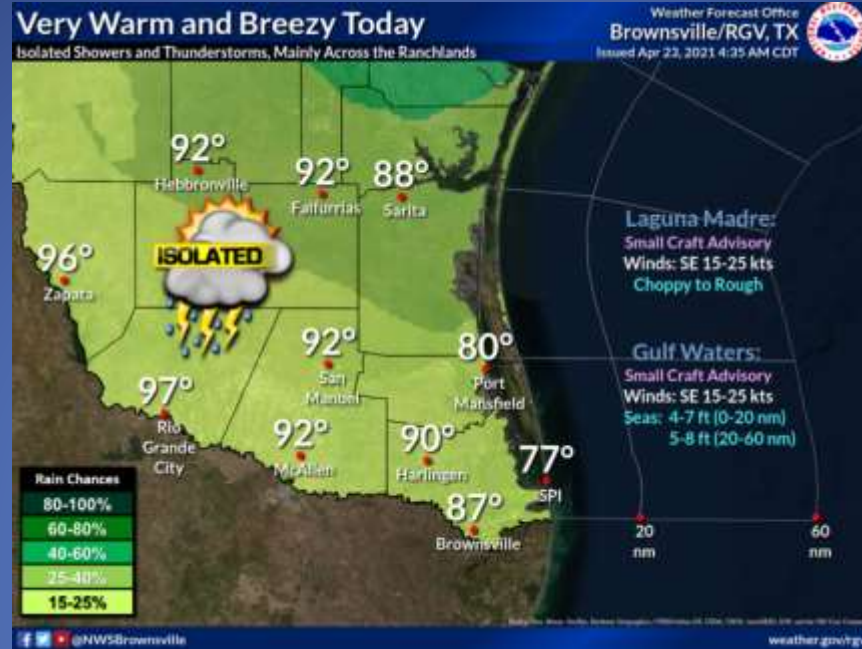 Very Warm and Breezy Today
Isolated Showers and Thunderstorms, Mainly Across the Ranchlands
Weather Forecast Office
Brownsville/RGV, TX
Issued Apr 23, 2021 4:35 AM CDT
92°
Hebbronville
92°
Falfurrias
88°
Sarita
ISOLATED
96°
Zapata
Laguna Madre:
Small Craft Advisory
Winds: SE 15-25 kts
Choppy to Rough
92°
San
Manuel
80°
Port
Mansfield
Gulf Waters:
Small Craft Advisory
Winds: SE 15-25 kts
Seas: 4-7 ft (0-20 nm)
5-8 ft (20-60 nm)
97°
Rio
Grande
City
92°
McAllen
90°
Harlingen
77°
SPI
87°
Brownsville
20
nm
60
nm
Rain Chances
80-100%
60-80%
40-60%
25-40%
15-25%
@NWSBrownsville
weather.gov/rgv